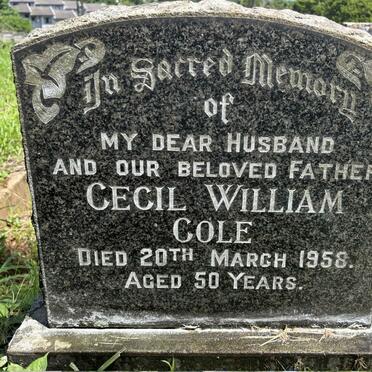 In Sacred Memory
of
MY DEAR HUSBAND
AND OUR BELOVED FATHER
CECIL WILLIAM
COLE
DIED 20TH MARCH 1958.
AGED 50 YEARS.